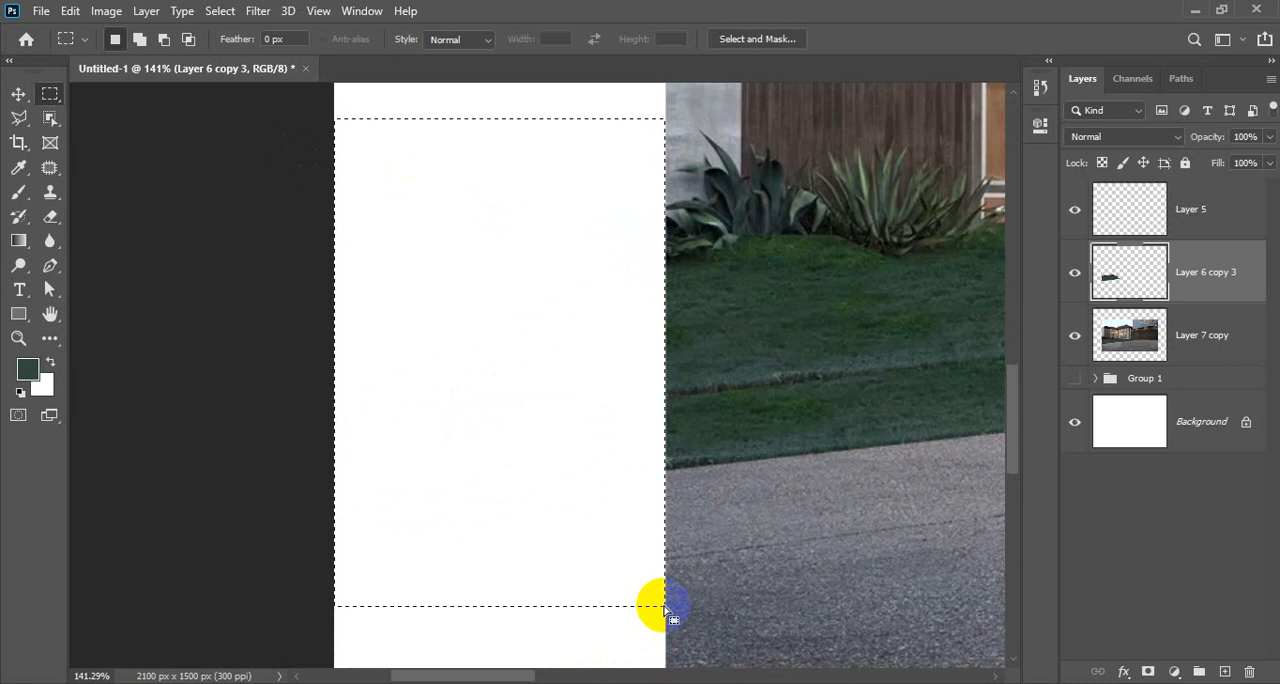 Ps File Edit Image Layer Type Select Filter 3D View Window Help
Feather: 0 px Anti-alias Style: Normal Width: Height: Select and Mask...
Untitled-1 @ 141% (Layer 6 copy 3, RGB/8) * ×
Layers Channels Paths
Kind
Normal Opacity: 100%
Lock: Fill: 100%
Layer 5
Layer 6 copy 3
Layer 7 copy
Group 1
Background
141.29% 2100 px x 1500 px (300 ppi)